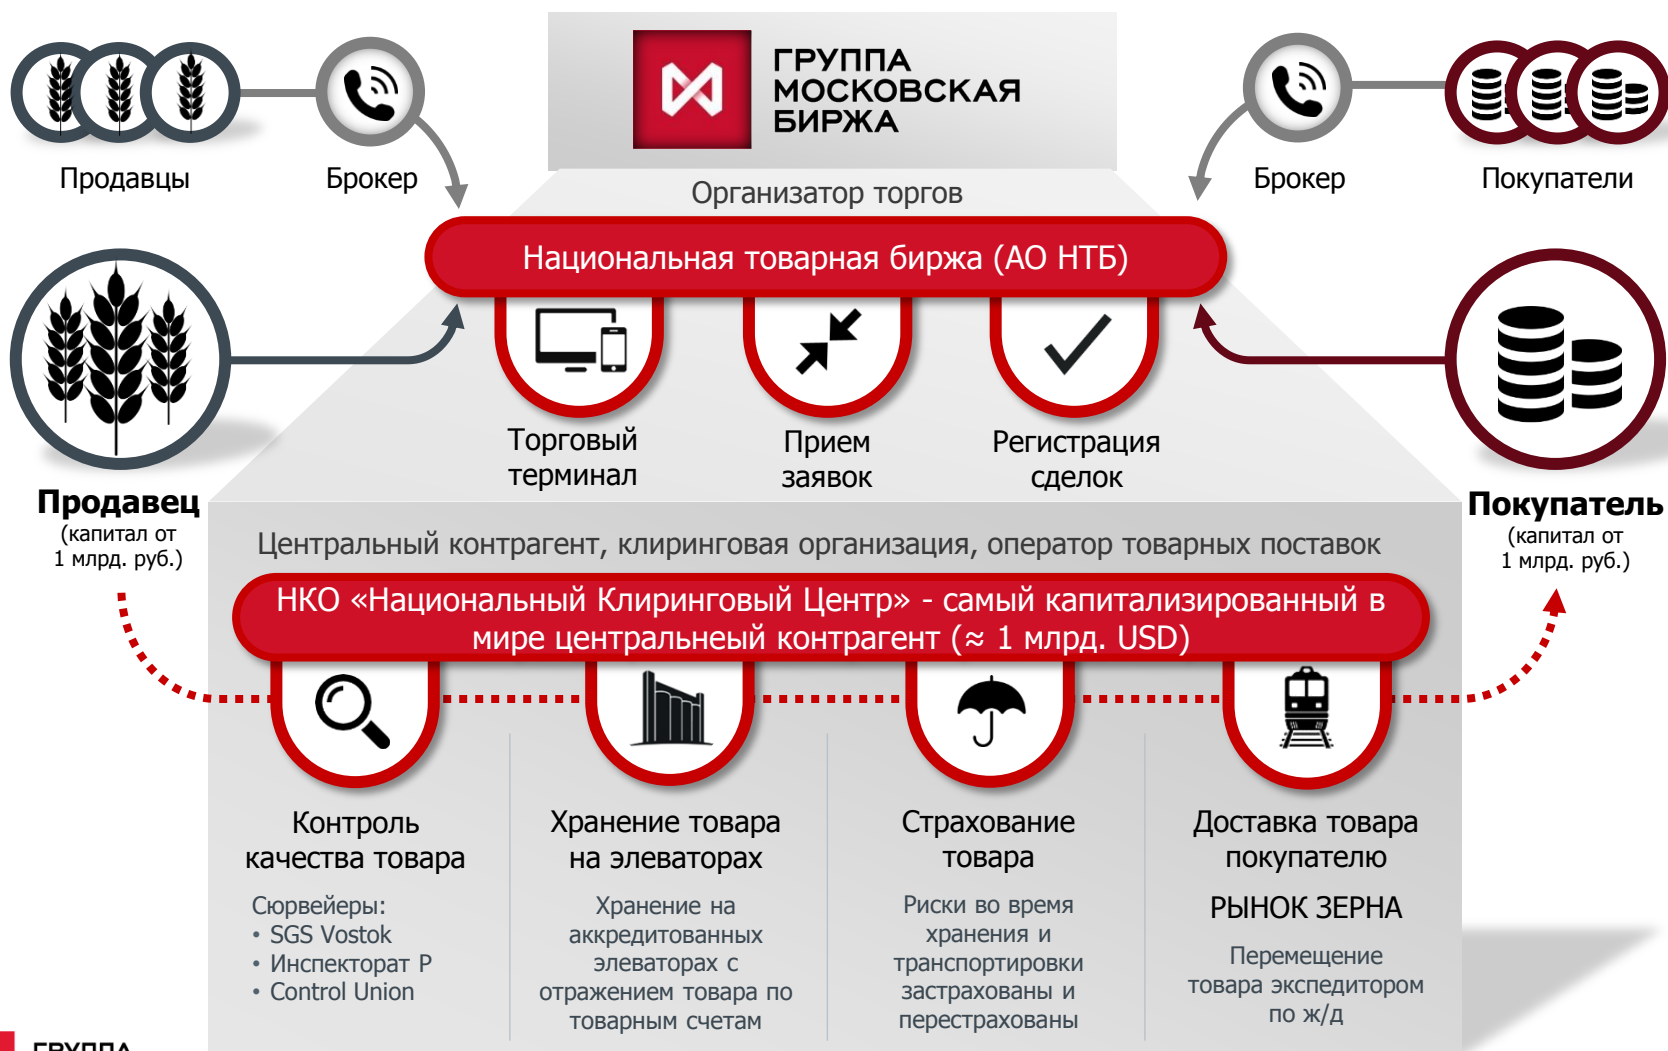 ГРУППА
МОСКОВСКАЯ
БИРЖА
Продавцы
Брокер
Брокер
Покупатели
Организатор торгов
Национальная товарная биржа (АО НТБ)
Торговый
терминал
Прием
заявок
Регистрация
сделок
Продавец
(капитал от
1 млрд. руб.)
Покупатель
(капитал от
1 млрд. руб.)
Центральный контрагент, клиринговая организация, оператор товарных поставок
НКО «Национальный Клиринговый Центр» - самый капитализированный в
мире центральнеый контрагент (≈ 1 млрд. USD)
Контроль
качества товара
Сюрвейеры:
• SGS Vostok
• Инспекторат Р
• Control Union
Хранение товара
на элеваторах
Хранение на
аккредитованных
элеваторах с
отражением товара по
товарным счетам
Страхование
товара
Риски во время
хранения и
транспортировки
застрахованы и
перестрахованы
Доставка товара
покупателю
РЫНОК ЗЕРНА
Перемещение
товара экспедитором
по ж/д
ГРУППА